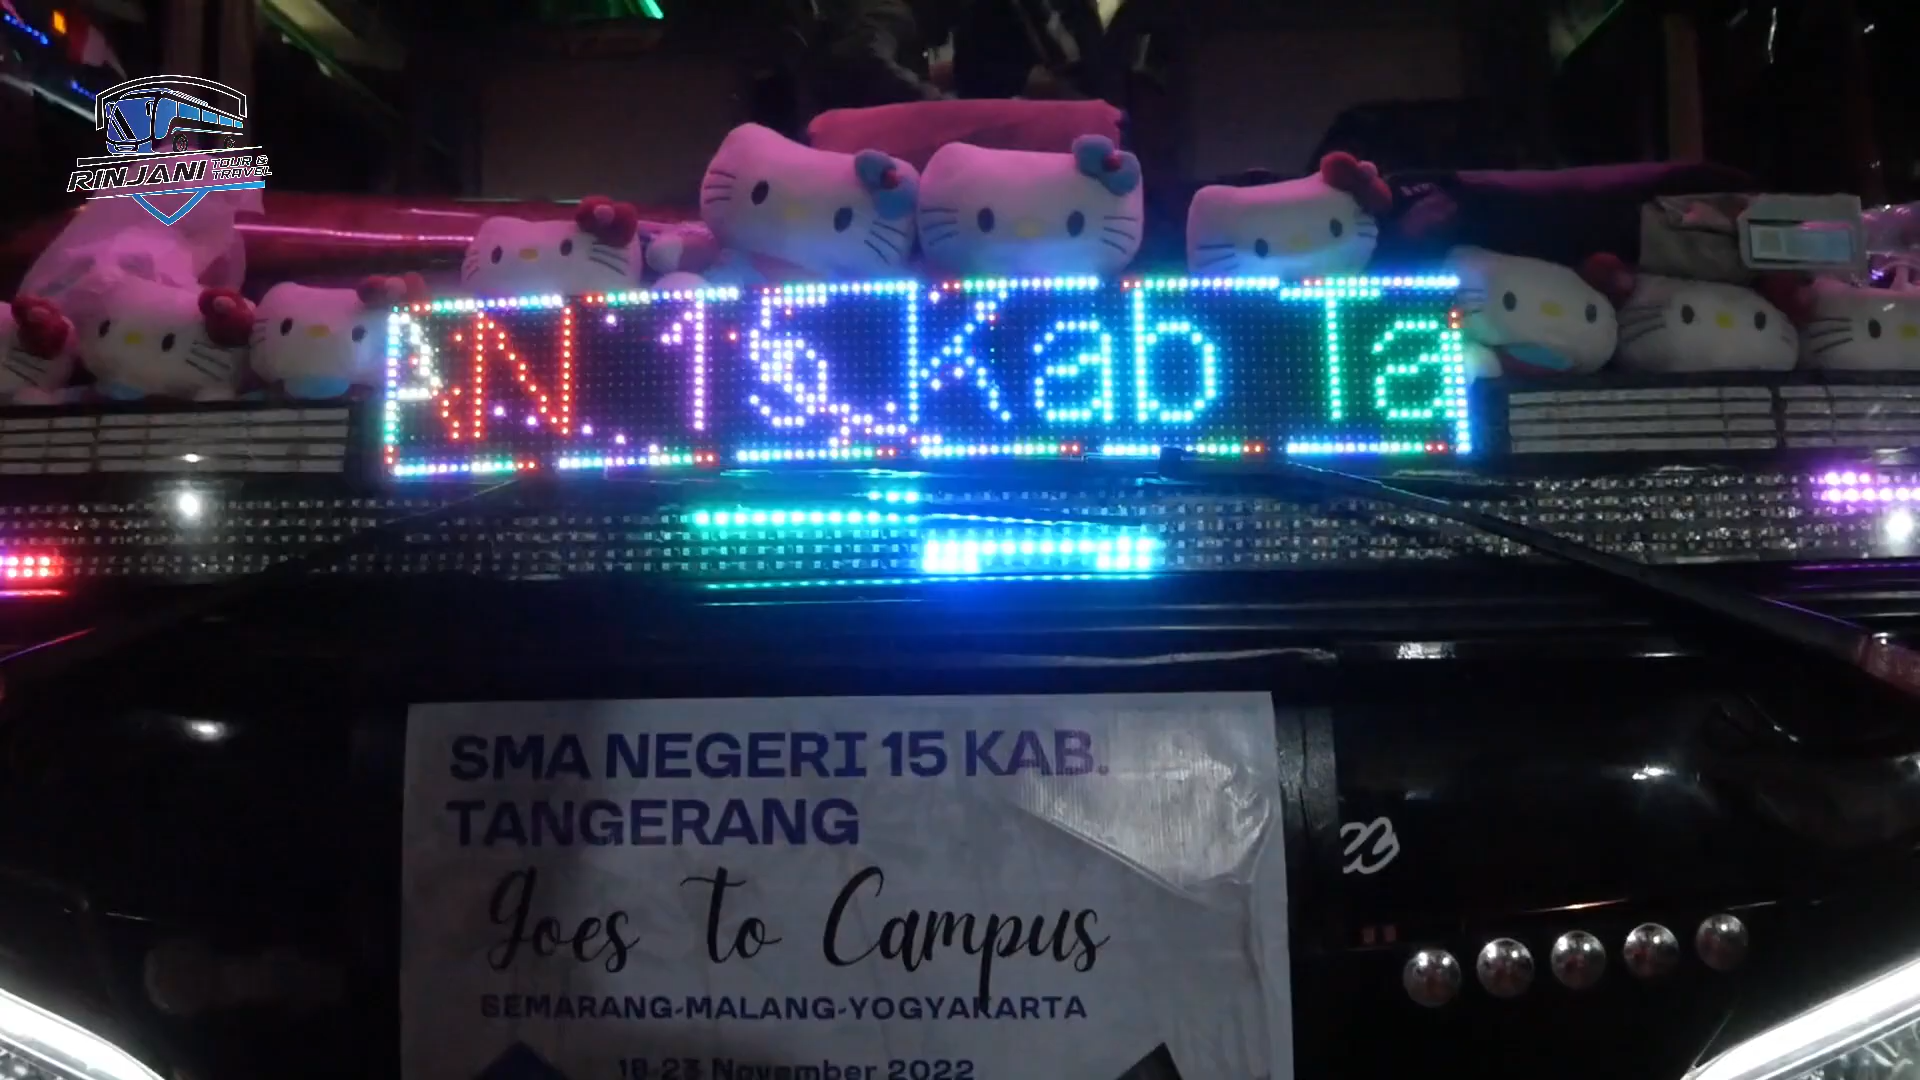 RINJANI TOUR & TRAVEL
N 15 Kab Ta
SMA NEGERI 15 KAB.
TANGERANG
Goes to Campus
SEMARANG-MALANG-YOGYAKARTA
18-23 November 2022